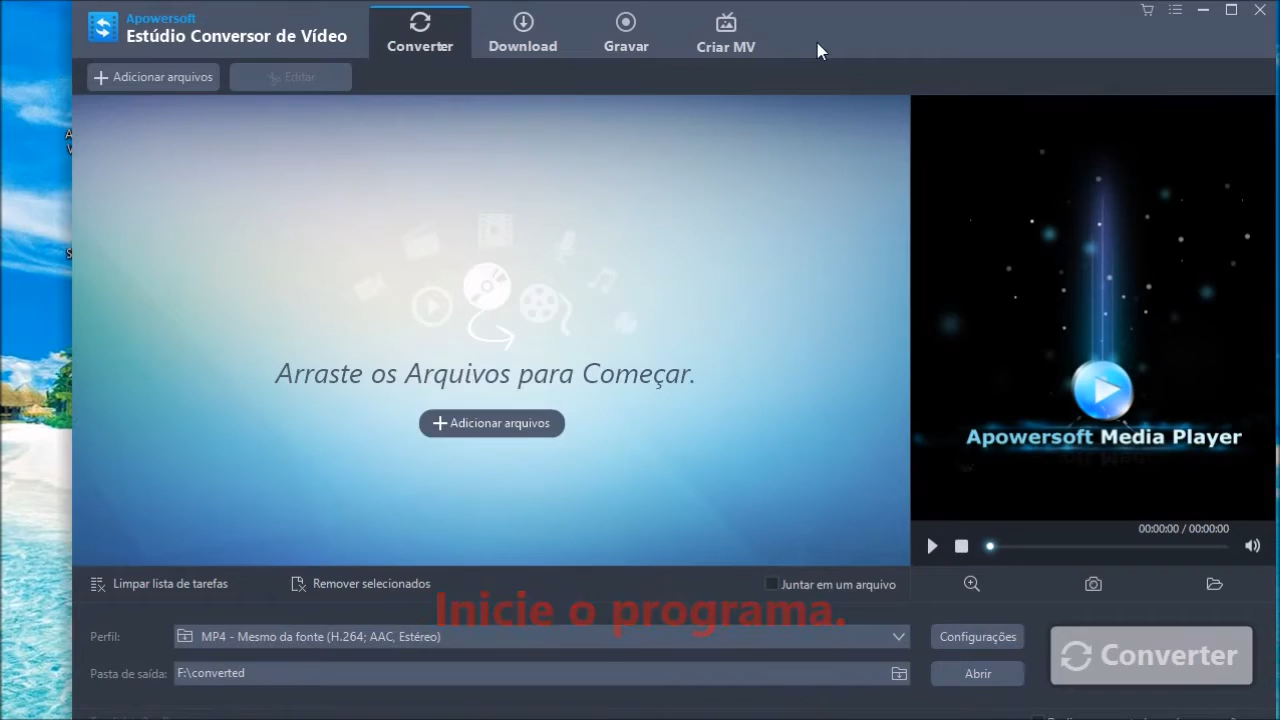 Apowersoft
Estúdio Conversor de Vídeo
Converter
Download
Gravar
Criar MV
Adicionar arquivos
Editar
Arraste os Arquivos para Começar.
Adicionar arquivos
Apowersoft Media Player
00:00:00 / 00:00:00
Limpar lista de tarefas
Remover selecionados
Juntar em um arquivo
Inicie o programa.
Perfil:
MP4 - Mesmo da fonte (H.264; AAC, Estéreo)
Configurações
Converter
Pasta de saída:
F:\converted
Abrir